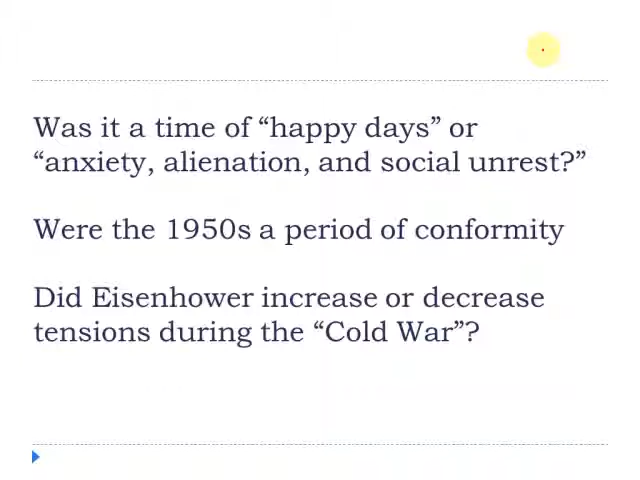 Was it a time of “happy days” or
“anxiety, alienation, and social unrest?”
Were the 1950s a period of conformity
Did Eisenhower increase or decrease
tensions during the “Cold War”?